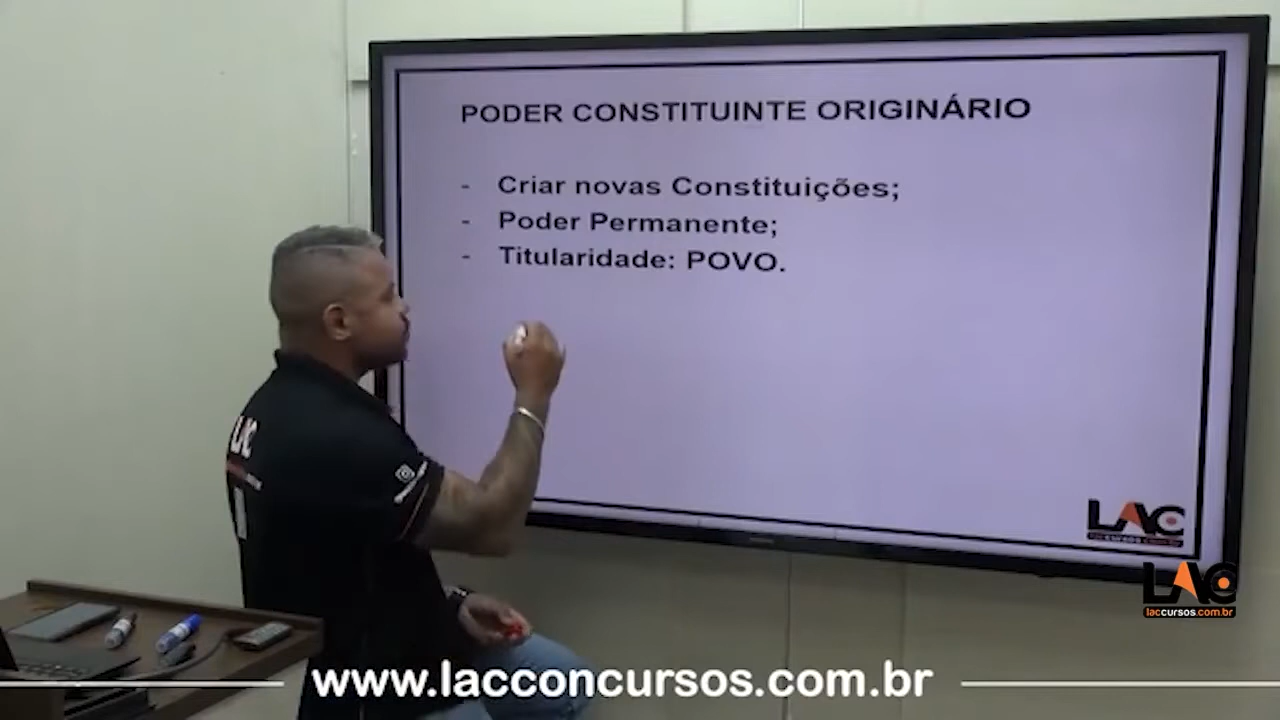 PODER CONSTITUINTE ORIGINÁRIO
- Criar novas Constituições;
- Poder Permanente;
- Titularidade: POVO.
LAC
LAC
LAC
laccursos.com.br
www.lacconcursos.com.br